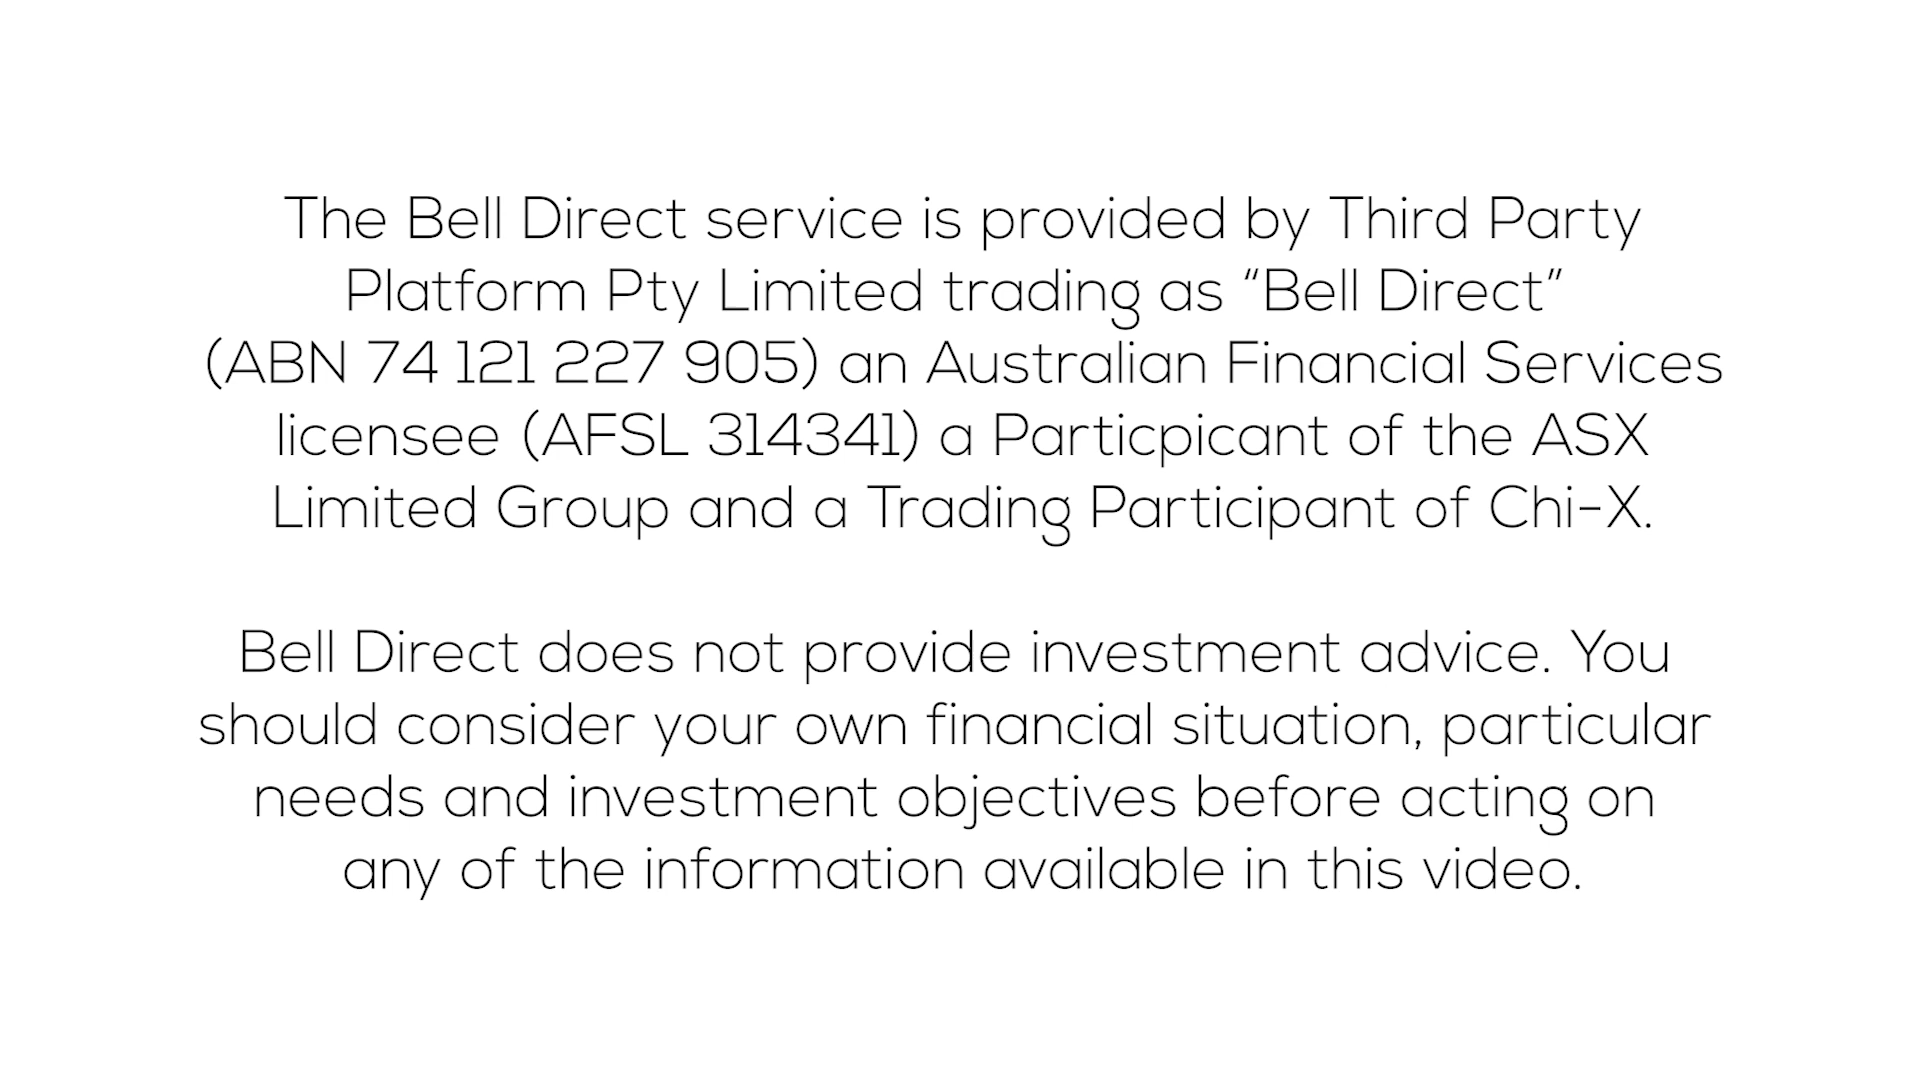 The Bell Direct service is provided by Third Party
Platform Pty Limited trading as “Bell Direct”
(ABN 74 121 227 905) an Australian Financial Services
licensee (AFSL 314341) a Particpicant of the ASX
Limited Group and a Trading Participant of Chi-X.
Bell Direct does not provide investment advice. You
should consider your own financial situation, particular
needs and investment objectives before acting on
any of the information available in this video.